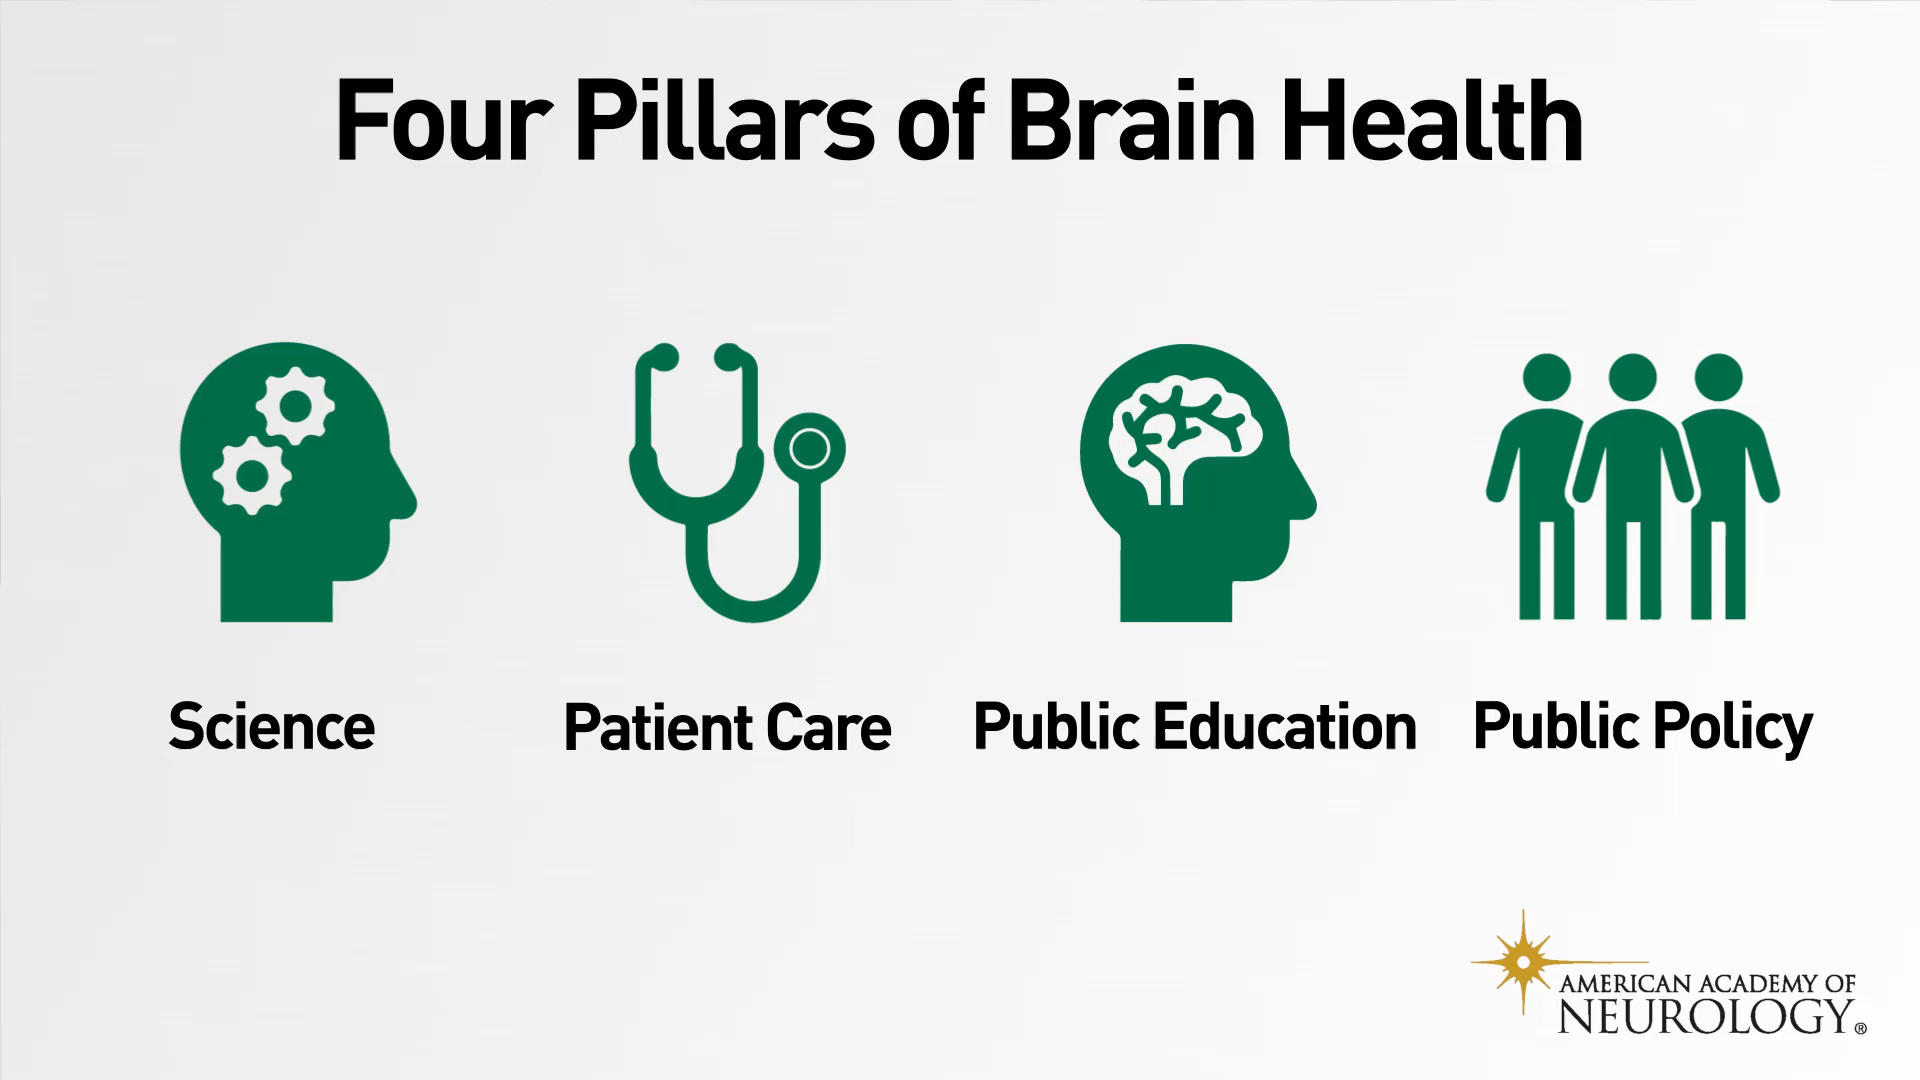 Four Pillars of Brain Health
Science
Patient Care
Public Education
Public Policy
AMERICAN ACADEMY OF
NEUROLOGY®